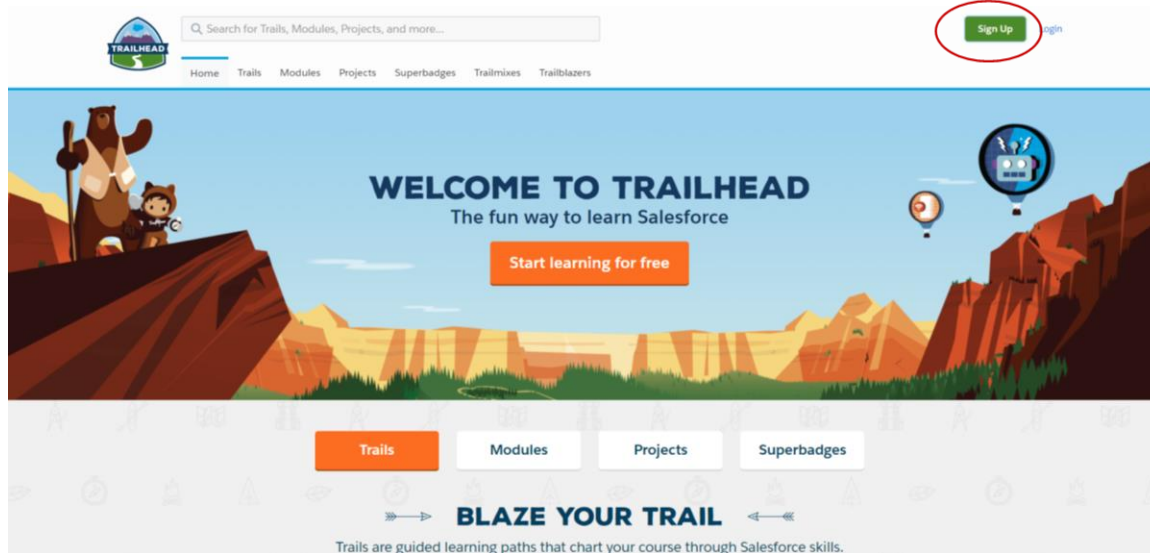 TRAILHEAD
Search for Trails, Modules, Projects, and more...
Sign Up
ogin
Home Trails Modules Projects Superbadges Trailmixes Trailblazers
WELCOME TO TRAILHEAD
The fun way to learn Salesforce
Start learning for free
Trails Modules Projects Superbadges
BLAZE YOUR TRAIL
Trails are guided learning paths that chart your course through Salesforce skills.